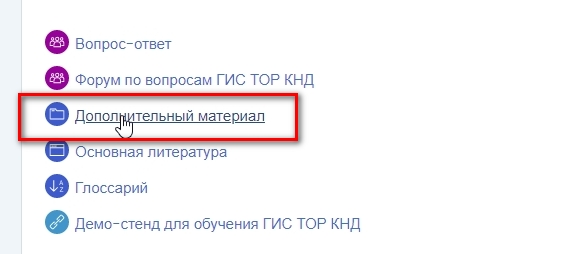 Вопрос-ответ
Форум по вопросам ГИС ТОР КНД
Дополнительный материал
Основная литература
Глоссарий
Демо-стенд для обучения ГИС ТОР КНД